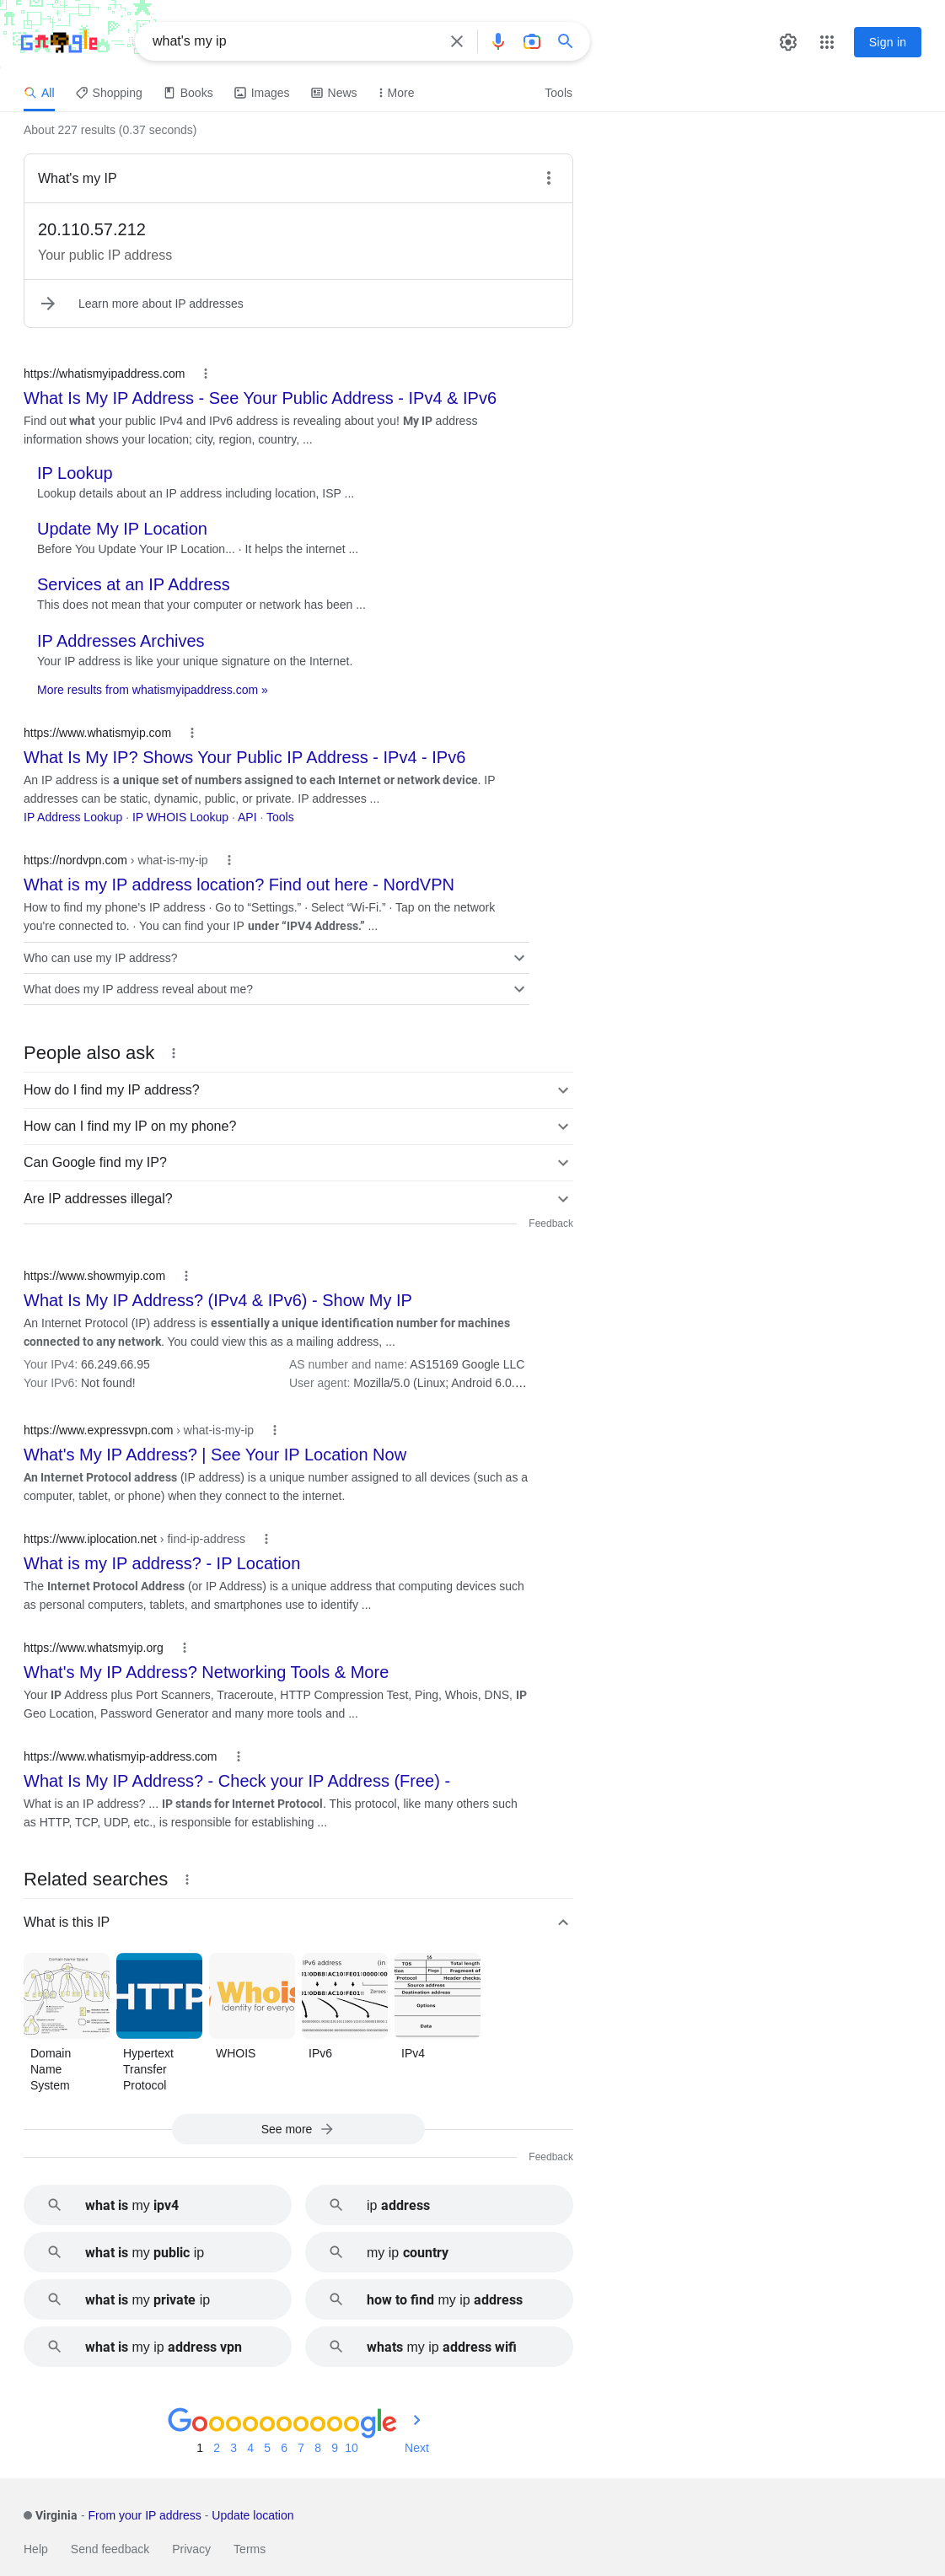 Google
what's my ip
Sign in
All
Shopping
Books
Images
News
More
Tools
About 227 results (0.37 seconds)
What's my IP
20.110.57.212
Your public IP address
Learn more about IP addresses
https://whatismyipaddress.com
What Is My IP Address - See Your Public Address - IPv4 & IPv6
Find out what your public IPv4 and IPv6 address is revealing about you! My IP address
information shows your location; city, region, country, ...
IP Lookup
Lookup details about an IP address including location, ISP ...
Update My IP Location
Before You Update Your IP Location... · It helps the internet ...
Services at an IP Address
This does not mean that your computer or network has been ...
IP Addresses Archives
Your IP address is like your unique signature on the Internet.
More results from whatismyipaddress.com »
https://www.whatismyip.com
What Is My IP? Shows Your Public IP Address - IPv4 - IPv6
An IP address is a unique set of numbers assigned to each Internet or network device. IP
addresses can be static, dynamic, public, or private. IP addresses ...
IP Address Lookup · IP WHOIS Lookup · API · Tools
https://nordvpn.com › what-is-my-ip
What is my IP address location? Find out here - NordVPN
How to find my phone's IP address · Go to “Settings.” · Select “Wi-Fi.” · Tap on the network
you're connected to. · You can find your IP under “IPV4 Address.” ...
Who can use my IP address?
What does my IP address reveal about me?
People also ask
How do I find my IP address?
How can I find my IP on my phone?
Can Google find my IP?
Are IP addresses illegal?
Feedback
https://www.showmyip.com
What Is My IP Address? (IPv4 & IPv6) - Show My IP
An Internet Protocol (IP) address is essentially a unique identification number for machines
connected to any network. You could view this as a mailing address, ...
Your IPv4: 66.249.66.95
AS number and name: AS15169 Google LLC
Your IPv6: Not found!
User agent: Mozilla/5.0 (Linux; Android 6.0....
https://www.expressvpn.com › what-is-my-ip
What's My IP Address? | See Your IP Location Now
An Internet Protocol address (IP address) is a unique number assigned to all devices (such as a
computer, tablet, or phone) when they connect to the internet.
https://www.iplocation.net › find-ip-address
What is my IP address? - IP Location
The Internet Protocol Address (or IP Address) is a unique address that computing devices such
as personal computers, tablets, and smartphones use to identify ...
https://www.whatsmyip.org
What's My IP Address? Networking Tools & More
Your IP Address plus Port Scanners, Traceroute, HTTP Compression Test, Ping, Whois, DNS, IP
Geo Location, Password Generator and many more tools and ...
https://www.whatismyip-address.com
What Is My IP Address? - Check your IP Address (Free) -
What is an IP address? ... IP stands for Internet Protocol. This protocol, like many others such
as HTTP, TCP, UDP, etc., is responsible for establishing ...
Related searches
What is this IP
Domain Name Space
HTTP
Whois
Identity for everyo
IPv6 address (in
16
TOS Total length
Flags Fragment of
Protocol Header checksu
Source address
Destination address
Options
Data
Domain
Name
System
Hypertext
Transfer
Protocol
WHOIS
IPv6
IPv4
See more
Feedback
what is my ipv4
ip address
what is my public ip
my ip country
what is my private ip
how to find my ip address
what is my ip address vpn
whats my ip address wifi
Goooooooooogle
1 2 3 4 5 6 7 8 9 10 Next
Virginia - From your IP address - Update location
Help
Send feedback
Privacy
Terms